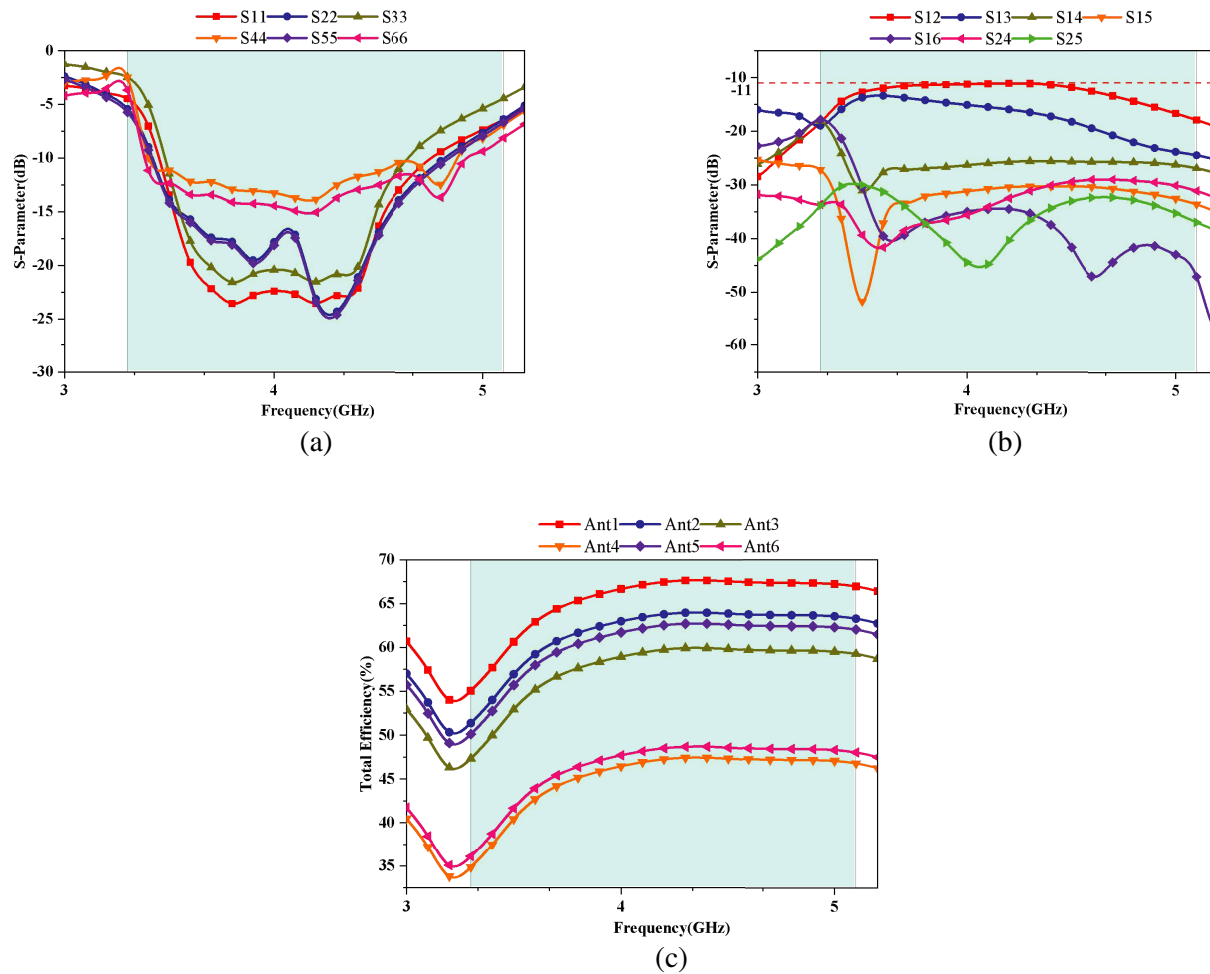 S11 S22 S33
S44 S55 S66
0
-5
-10
-15
-20
-25
-30
S-Parameter(dB)
3 4 5
Frequency(GHz)
(a)
S12 S13 S14 S15
S16 S24 S25
-10
-11
-20
-30
-40
-50
-60
S-Parameter(dB)
3 4 5
Frequency(GHz)
(b)
Ant1 Ant2 Ant3
Ant4 Ant5 Ant6
70
65
60
55
50
45
40
35
Total Efficiency(%)
3 4 5
Frequency(GHz)
(c)